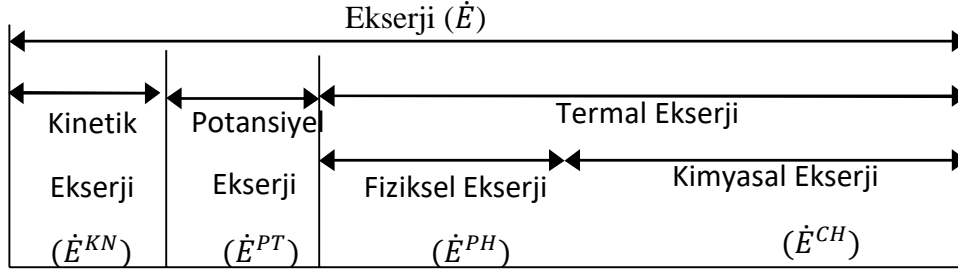 Ekserji (Ė)
Kinetik
Ekserji
(Ė^KN)
Potansiyel
Ekserji
(Ė^PT)
Termal Ekserji
Fiziksel Ekserji
(Ė^PH)
Kimyasal Ekserji
(Ė^CH)